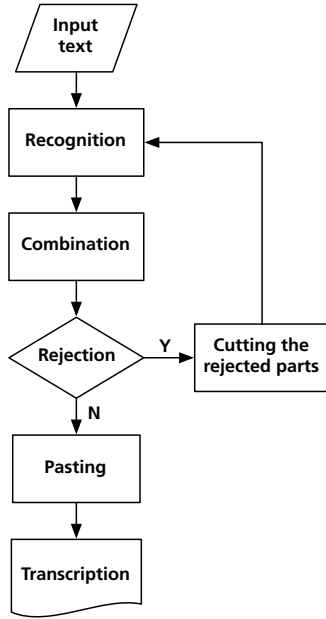 Input
text
Recognition
Combination
Rejection
Y
Cutting the
rejected parts
N
Pasting
Transcription